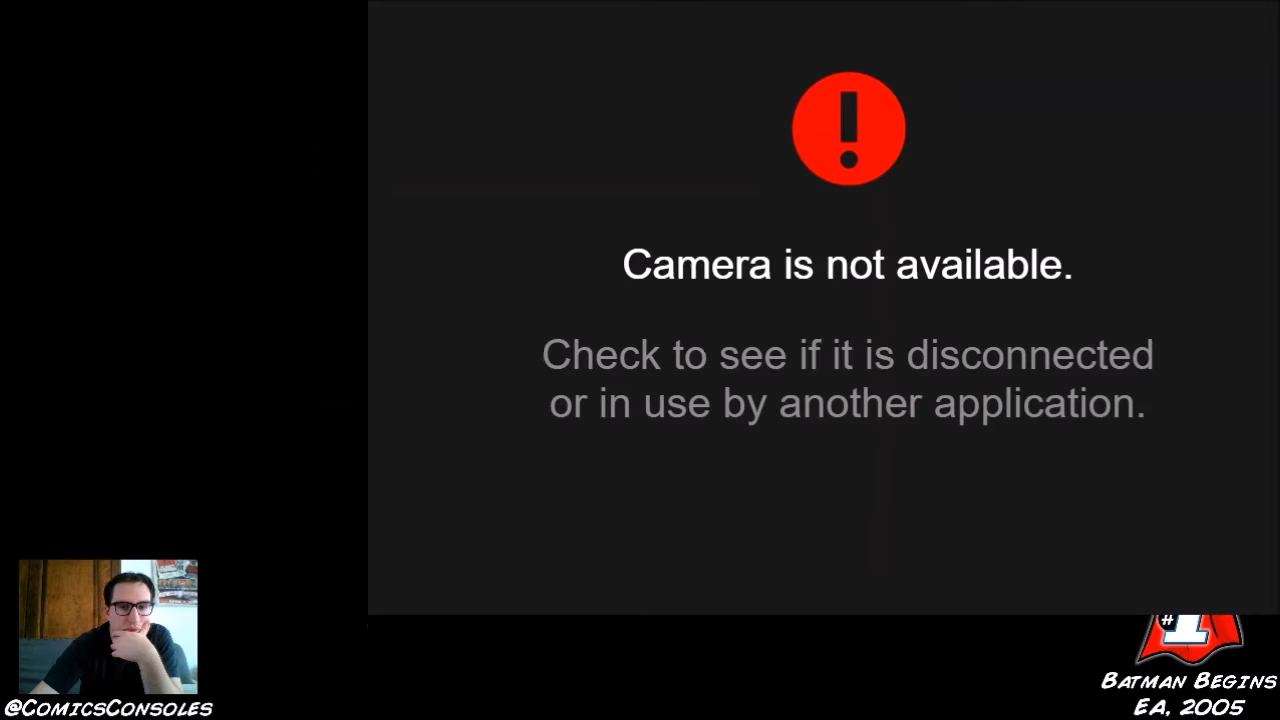 Camera is not available.
Check to see if it is disconnected
or in use by another application.
#1
Batman Begins
EA, 2005
@ComicsConsoles